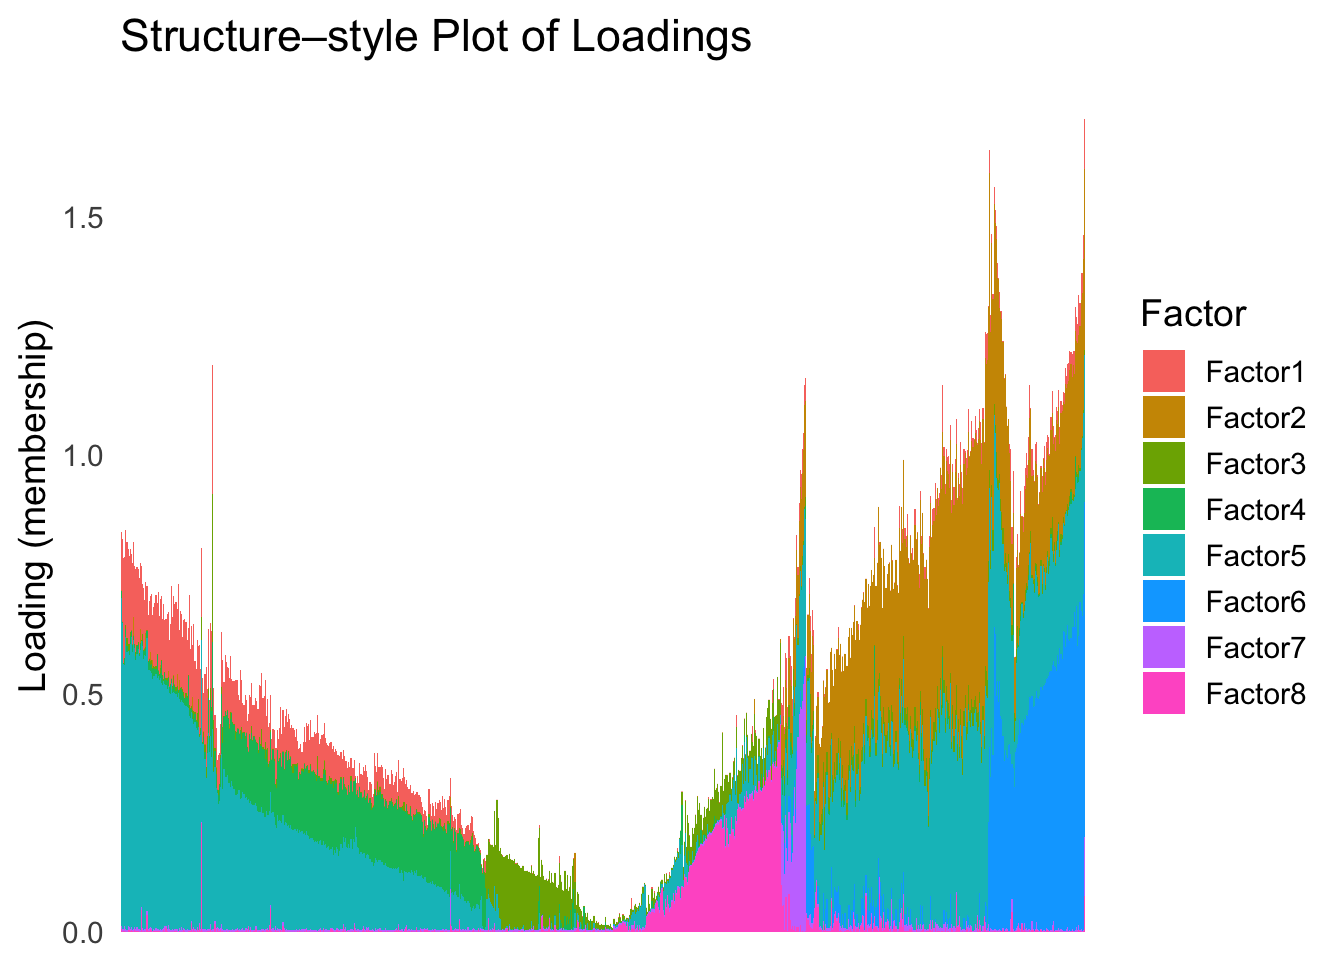 Structure–style Plot of Loadings
Loading (membership)
1.5
1.0
0.5
0.0
Factor
Factor1
Factor2
Factor3
Factor4
Factor5
Factor6
Factor7
Factor8